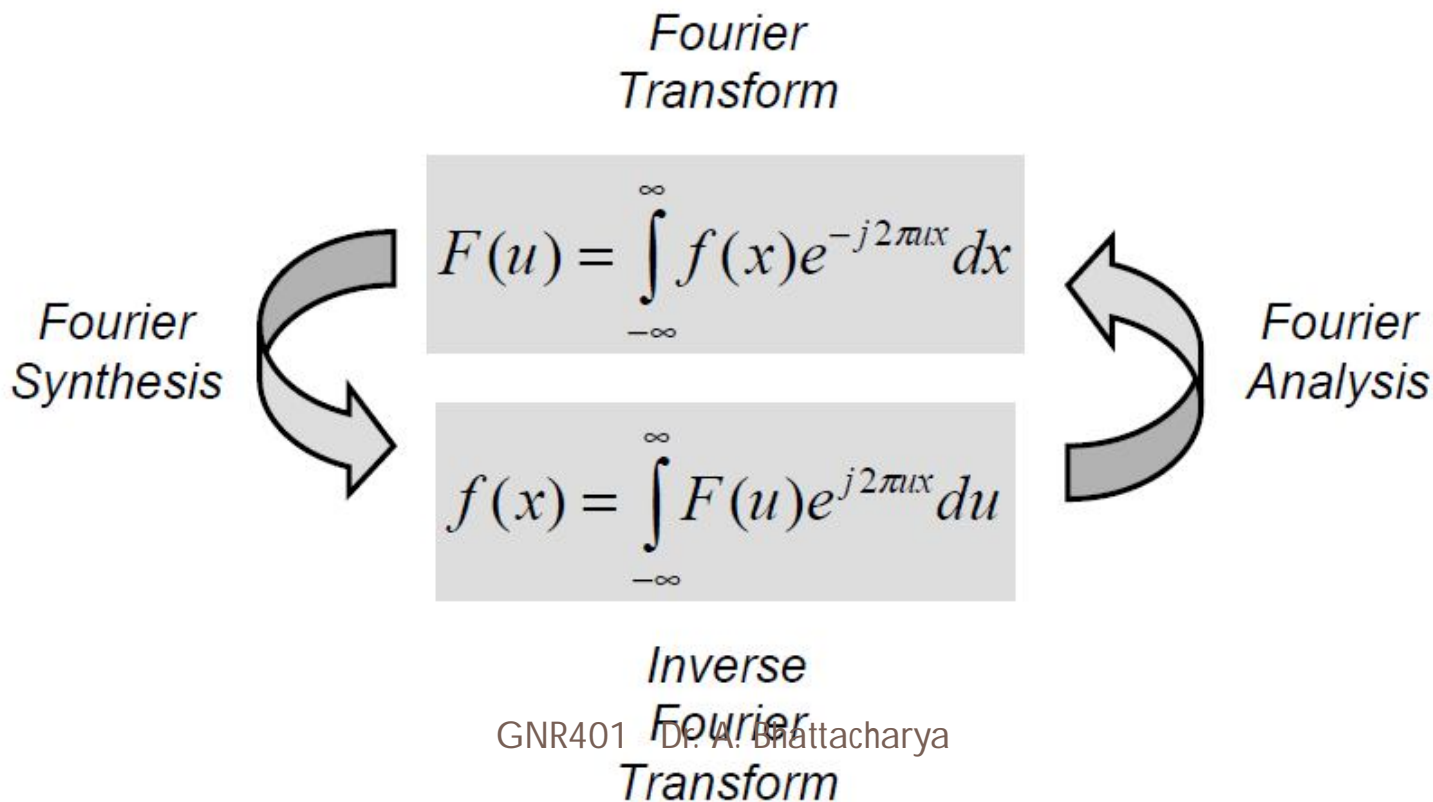 Fourier
Transform
F(u) = ∫_{-∞}^{∞} f(x)e^{-j2πux} dx
Fourier
Synthesis
Fourier
Analysis
f(x) = ∫_{-∞}^{∞} F(u)e^{j2πux} du
Inverse
Fourier
GNR401 Dr. A. Bhattacharya
Transform